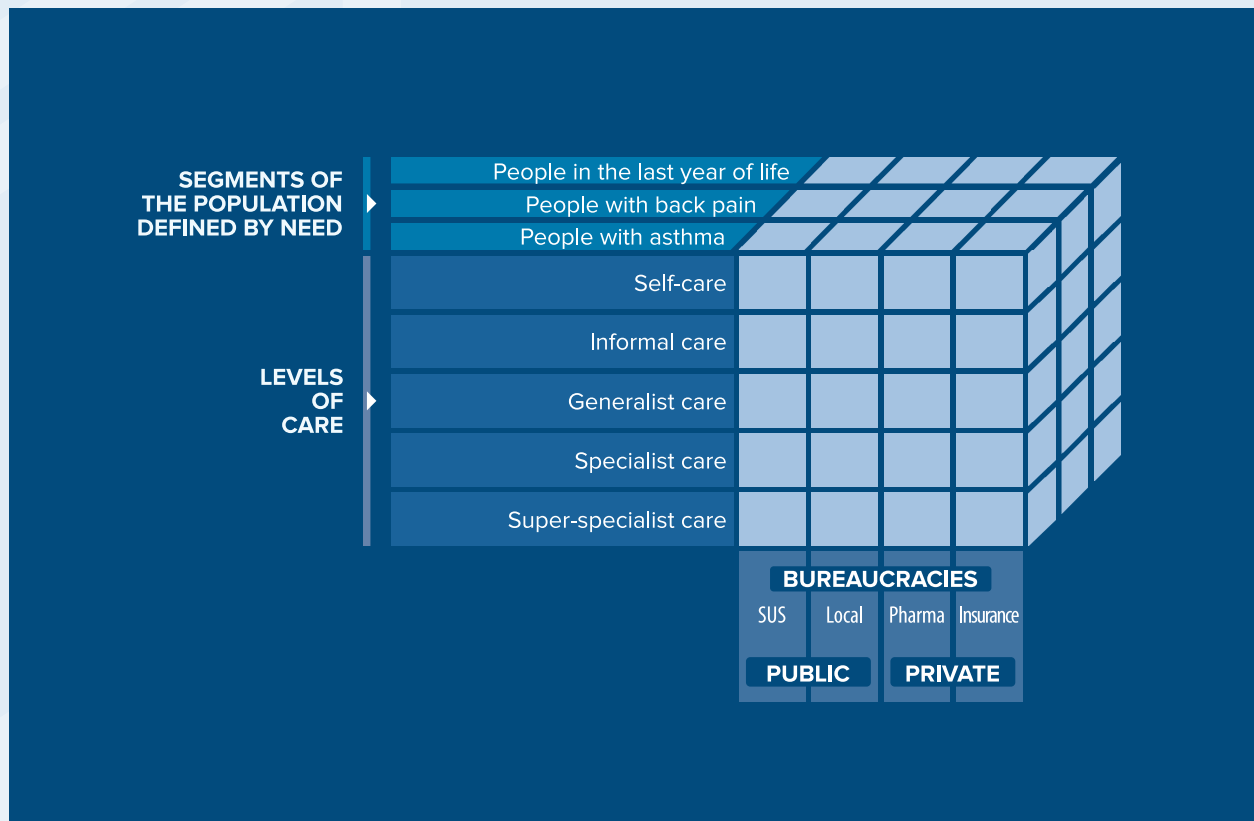 SEGMENTS OF
THE POPULATION
DEFINED BY NEED
People in the last year of life
People with back pain
People with asthma
LEVELS
OF
CARE
Self-care
Informal care
Generalist care
Specialist care
Super-specialist care
BUREAUCRACIES
SUS Local Pharma Insurance
PUBLIC PRIVATE